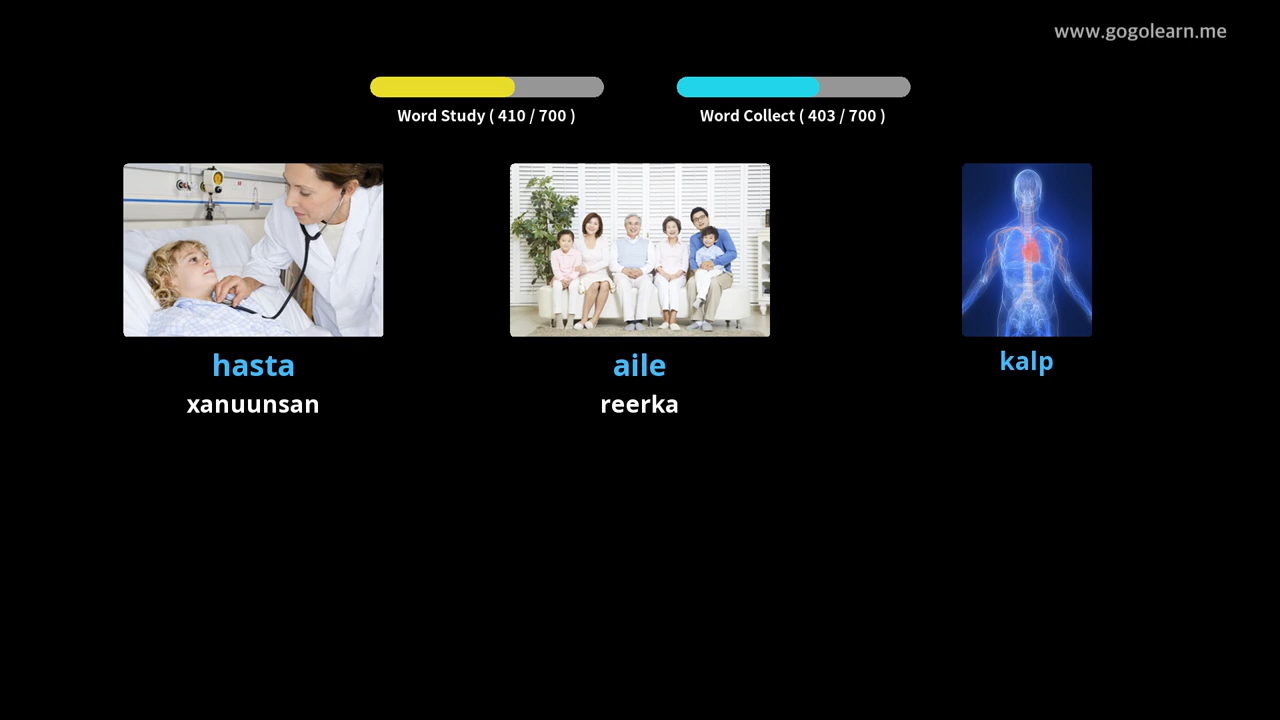 www.gogolearn.me
Word Study ( 410 / 700 )
Word Collect ( 403 / 700 )
hasta
xanuunsan
aile
reerka
kalp